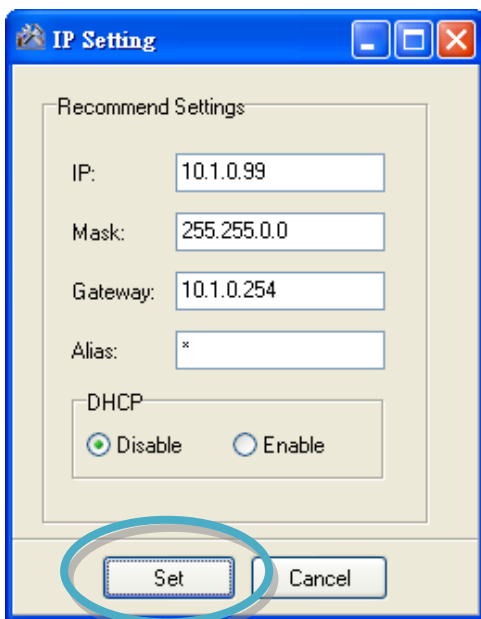 IP Setting
Recommend Settings
IP: 10.1.0.99
Mask: 255.255.0.0
Gateway: 10.1.0.254
Alias: *
DHCP
Disable Enable
Set Cancel